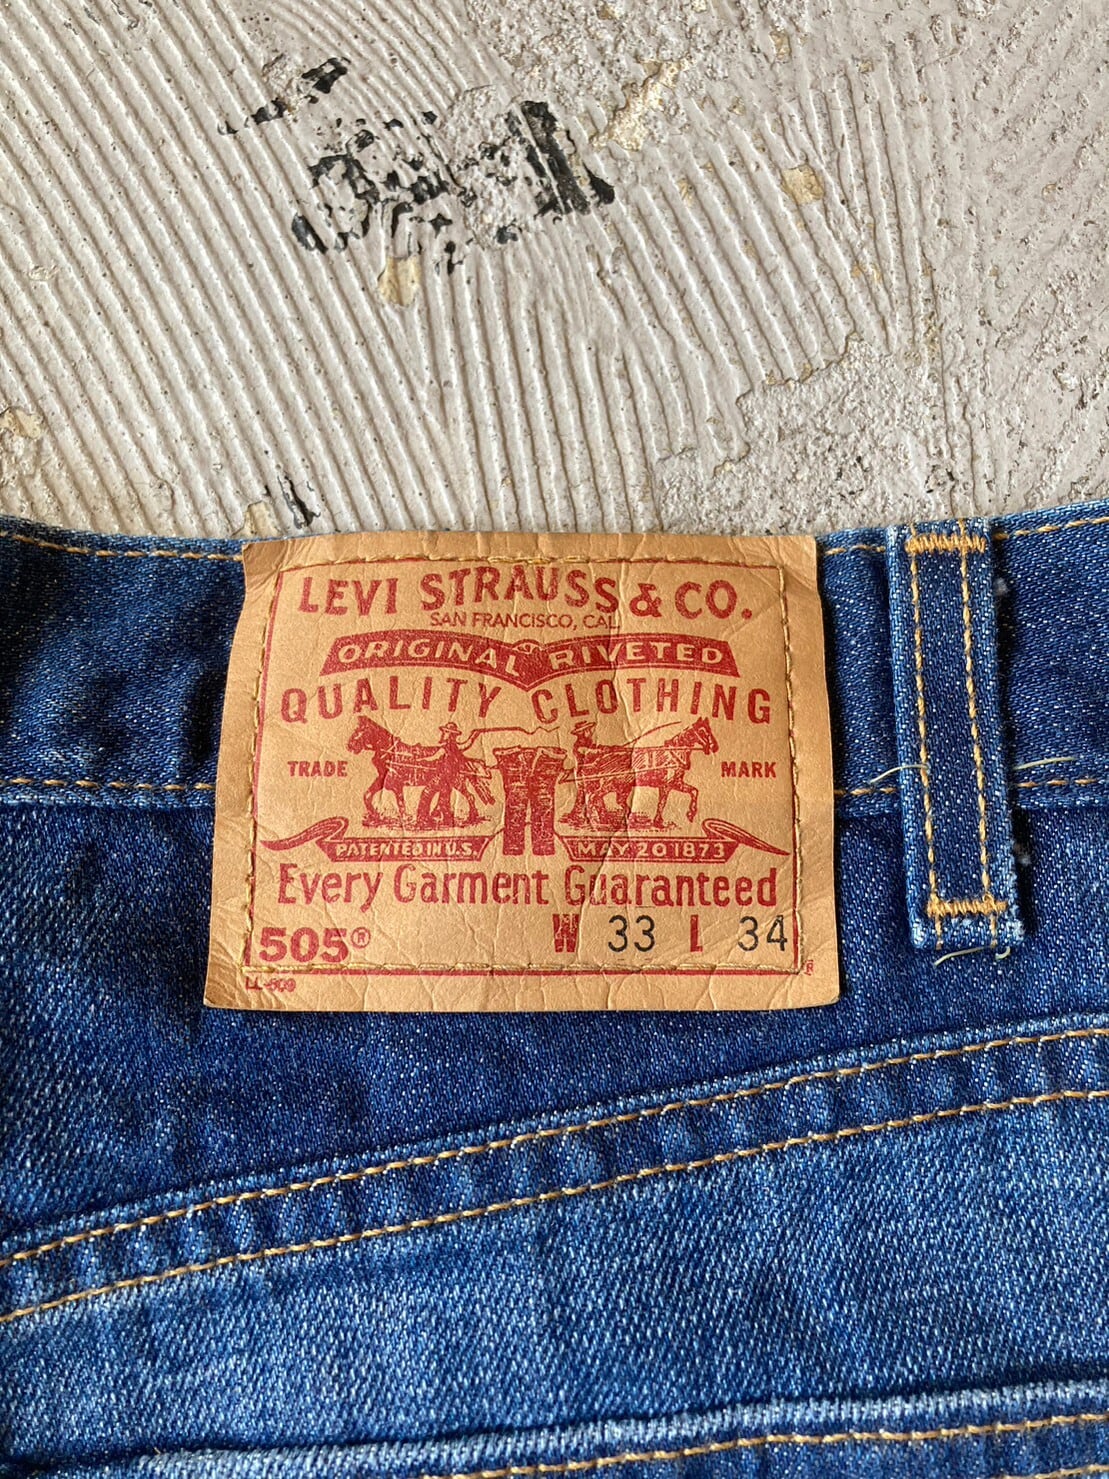 LEVI STRAUSS & CO.
SAN FRANCISCO, CAL.
ORIGINAL RIVETED
QUALITY CLOTHING
TRADE MARK
PATENTED IN U.S. MAY 20 1873
Every Garment Guaranteed
505® W 33 L 34